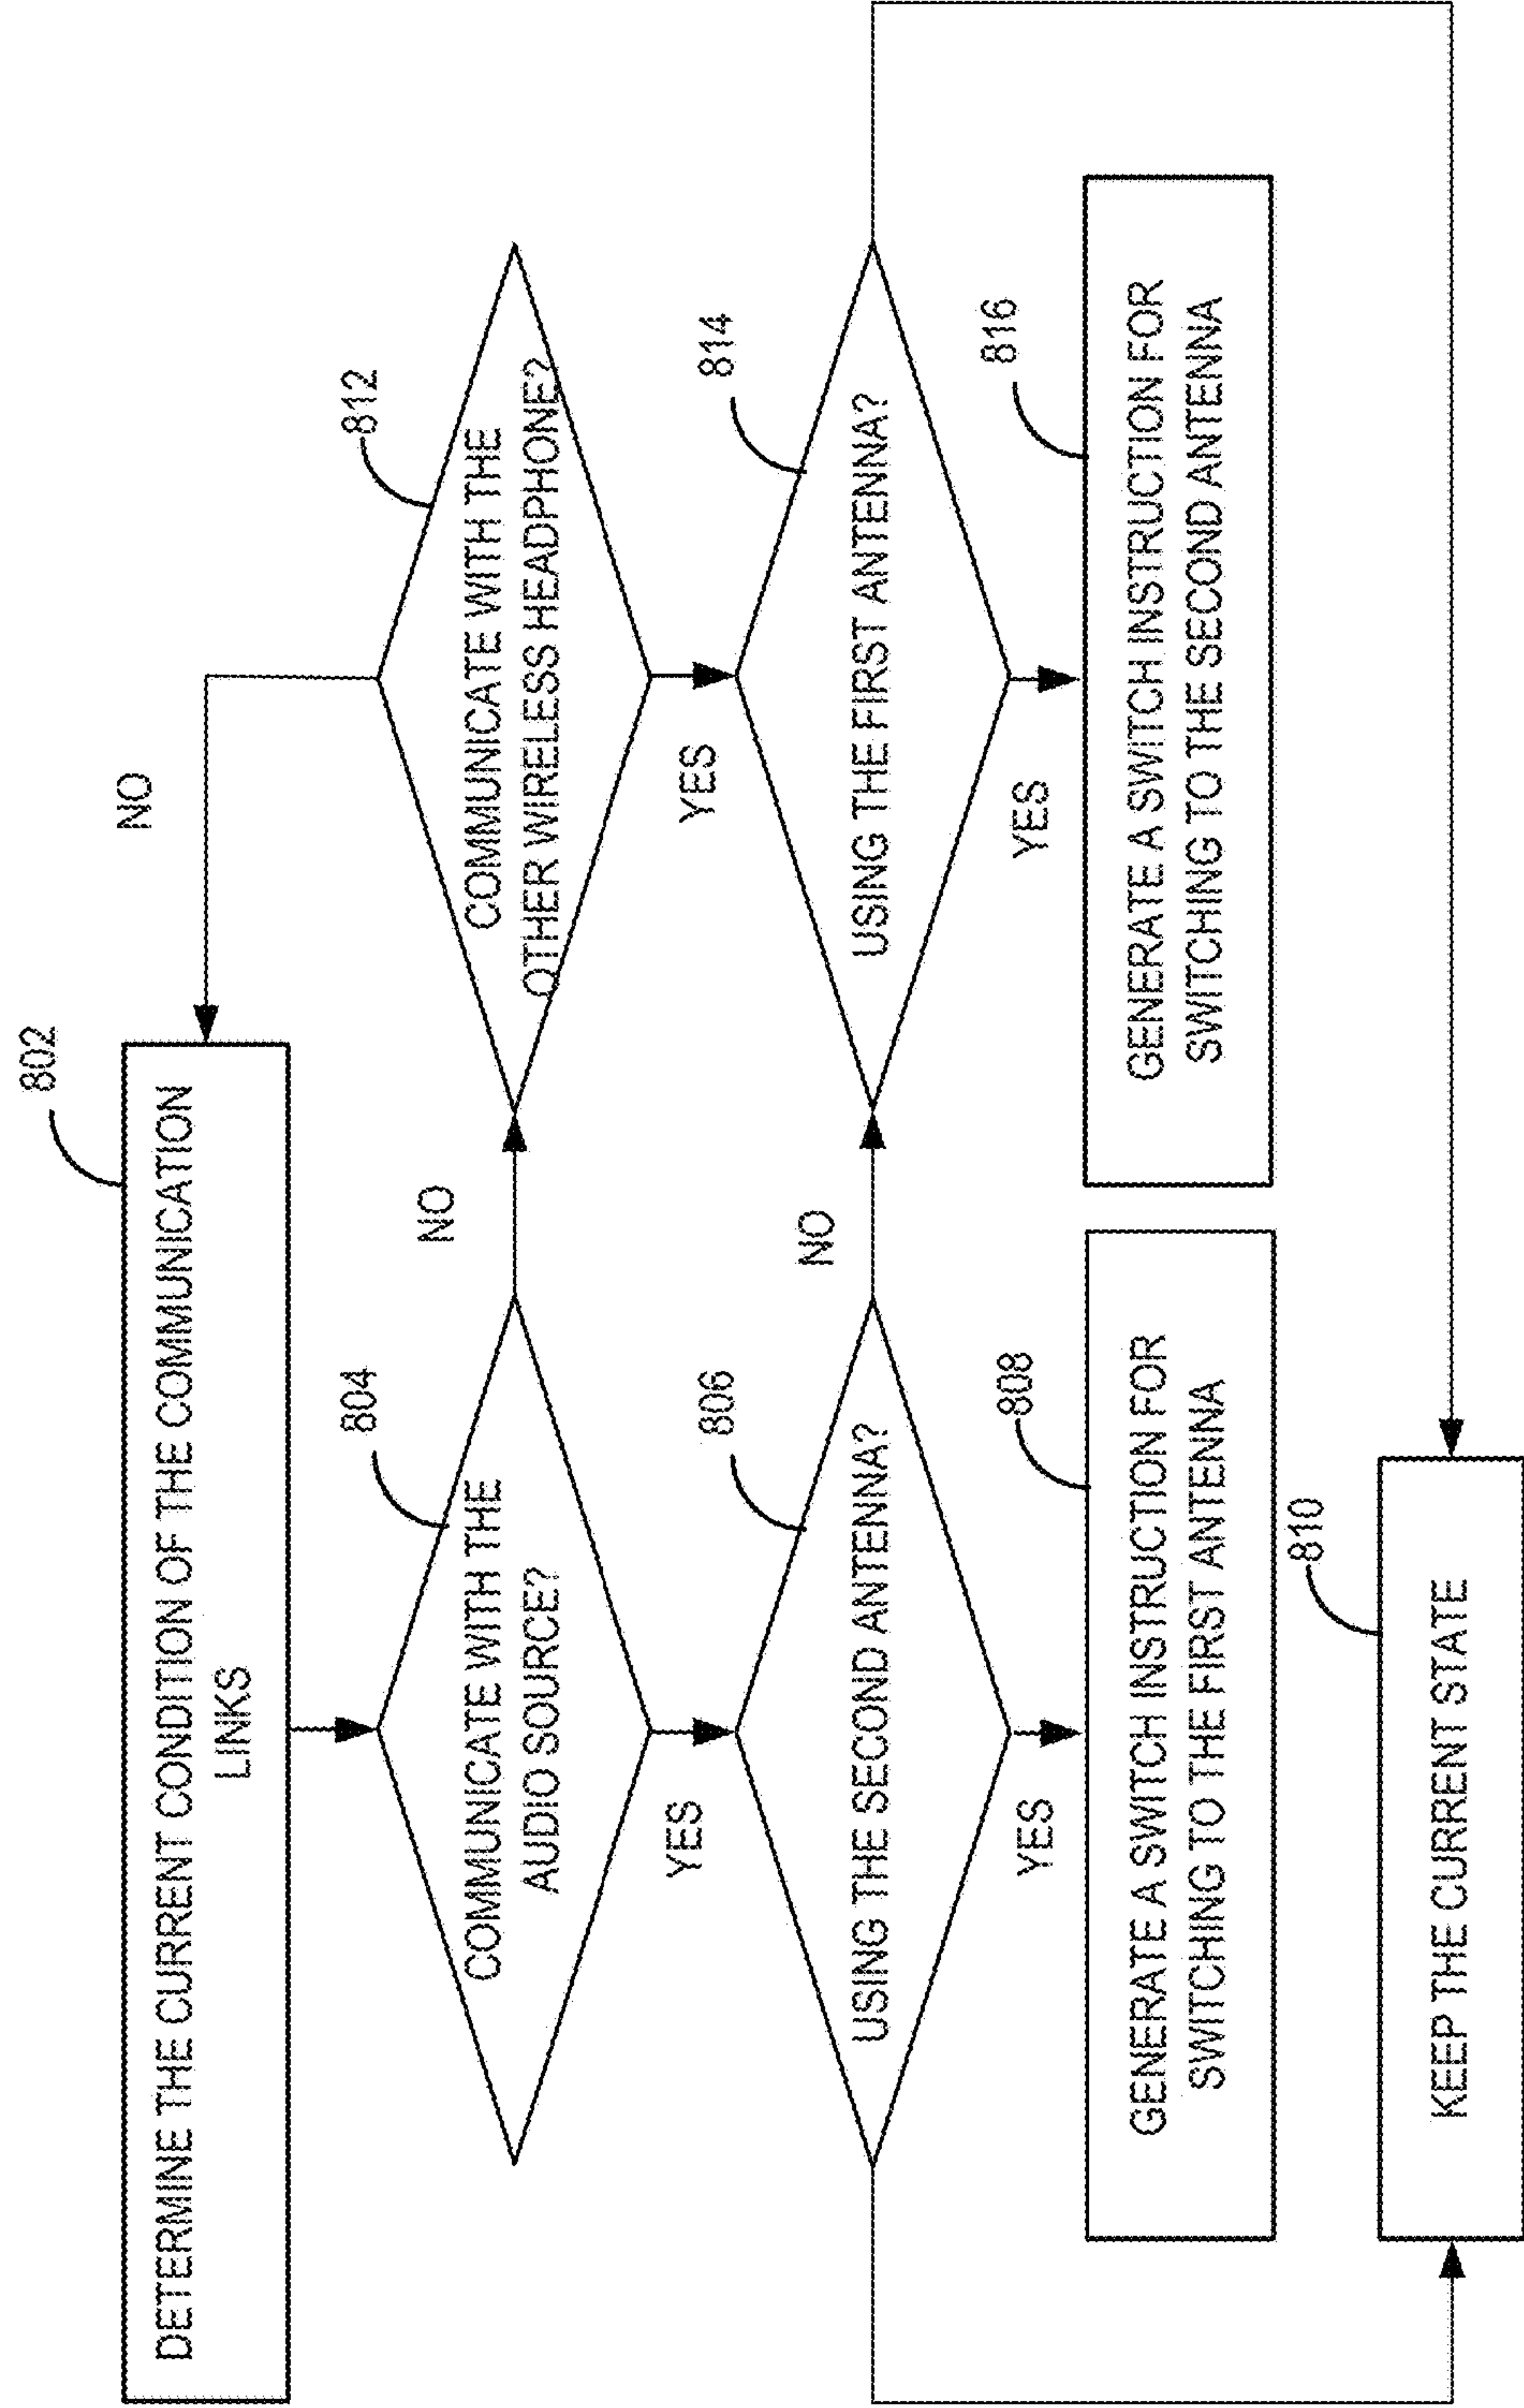 802
DETERMINE THE CURRENT CONDITION OF THE COMMUNICATION
LINKS
NO
804
COMMUNICATE WITH THE
AUDIO SOURCE?
NO
812
COMMUNICATE WITH THE
OTHER WIRELESS HEADPHONE?
YES
YES
806
USING THE SECOND ANTENNA?
NO
814
USING THE FIRST ANTENNA?
YES
YES
808
GENERATE A SWITCH INSTRUCTION FOR
SWITCHING TO THE FIRST ANTENNA
816
GENERATE A SWITCH INSTRUCTION FOR
SWITCHING TO THE SECOND ANTENNA
810
KEEP THE CURRENT STATE